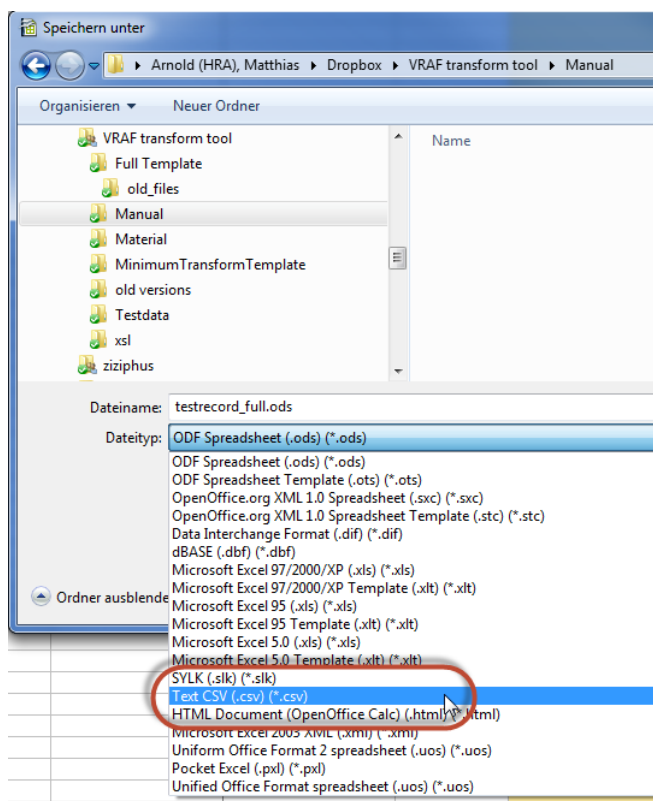 Speichern unter
Arnold (HRA), Matthias Dropbox VRAF transform tool Manual
Organisieren Neuer Ordner
VRAF transform tool
Full Template
old_files
Manual
Material
MinimumTransformTemplate
old versions
Testdata
xsl
ziziphus
Name
Dateiname: testrecord_full.ods
Dateityp: ODF Spreadsheet (.ods) (*.ods)
ODF Spreadsheet (.ods) (*.ods)
ODF Spreadsheet Template (.ots) (*.ots)
OpenOffice.org XML 1.0 Spreadsheet (.sxc) (*.sxc)
OpenOffice.org XML 1.0 Spreadsheet Template (.stc) (*.stc)
Data Interchange Format (.dif) (*.dif)
dBASE (.dbf) (*.dbf)
Microsoft Excel 97/2000/XP (.xls) (*.xls)
Microsoft Excel 97/2000/XP Template (.xlt) (*.xlt)
Microsoft Excel 95 (.xls) (*.xls)
Microsoft Excel 95 Template (.xlt) (*.xlt)
Microsoft Excel 5.0 (.xls) (*.xls)
Microsoft Excel 5.0 Template (.xlt) (*.xlt)
SYLK (.slk) (*.slk)
Text CSV (.csv) (*.csv)
HTML Document (OpenOffice Calc) (.html) (*.html)
Microsoft Excel 2003 XML (.xml) (*.xml)
Uniform Office Format 2 spreadsheet (.uos) (*.uos)
Pocket Excel (.pxl) (*.pxl)
Unified Office Format spreadsheet (.uos) (*.uos)
Ordner ausblende